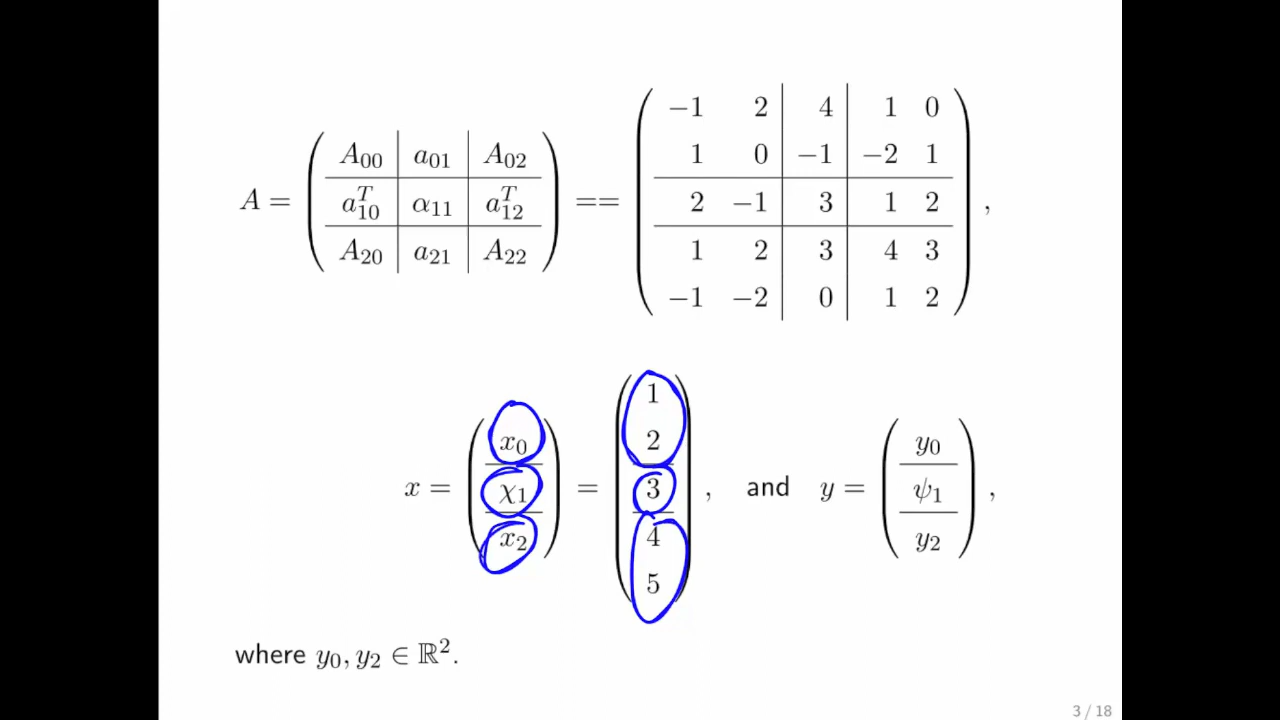 A = ( A₀₀ | a₀₁ | A₀₂ ) == ( −1 2 | 4 | 1 0 ) ,
( 1 0 | −1 | −2 1 )
( a₁₀ᵀ | α₁₁ | a₁₂ᵀ ) ( 2 −1 | 3 | 1 2 )
( A₂₀ | a₂₁ | A₂₂ ) ( 1 2 | 3 | 4 3 )
( −1 −2 | 0 | 1 2 )
x = ( x₀ / χ₁ / x₂ ) = ( 1 2 / 3 / 4 5 ) , and y = ( y₀ / ψ₁ / y₂ ) ,
where y₀, y₂ ∈ ℝ².
3 / 18